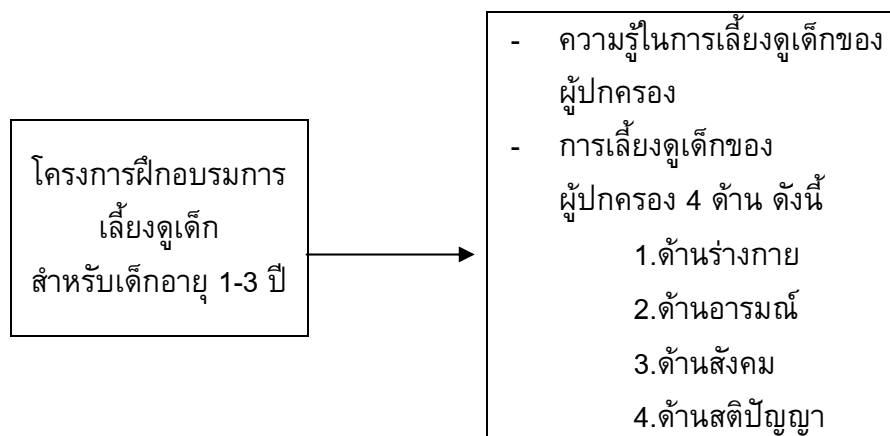 โครงการฝึกอบรมการ
เลี้ยงดูเด็ก
สำหรับเด็กอายุ 1-3 ปี
- ความรู้ในการเลี้ยงดูเด็กของ
ผู้ปกครอง
- การเลี้ยงดูเด็กของ
ผู้ปกครอง 4 ด้าน ดังนี้
1.ด้านร่างกาย
2.ด้านอารมณ์
3.ด้านสังคม
4.ด้านสติปัญญา